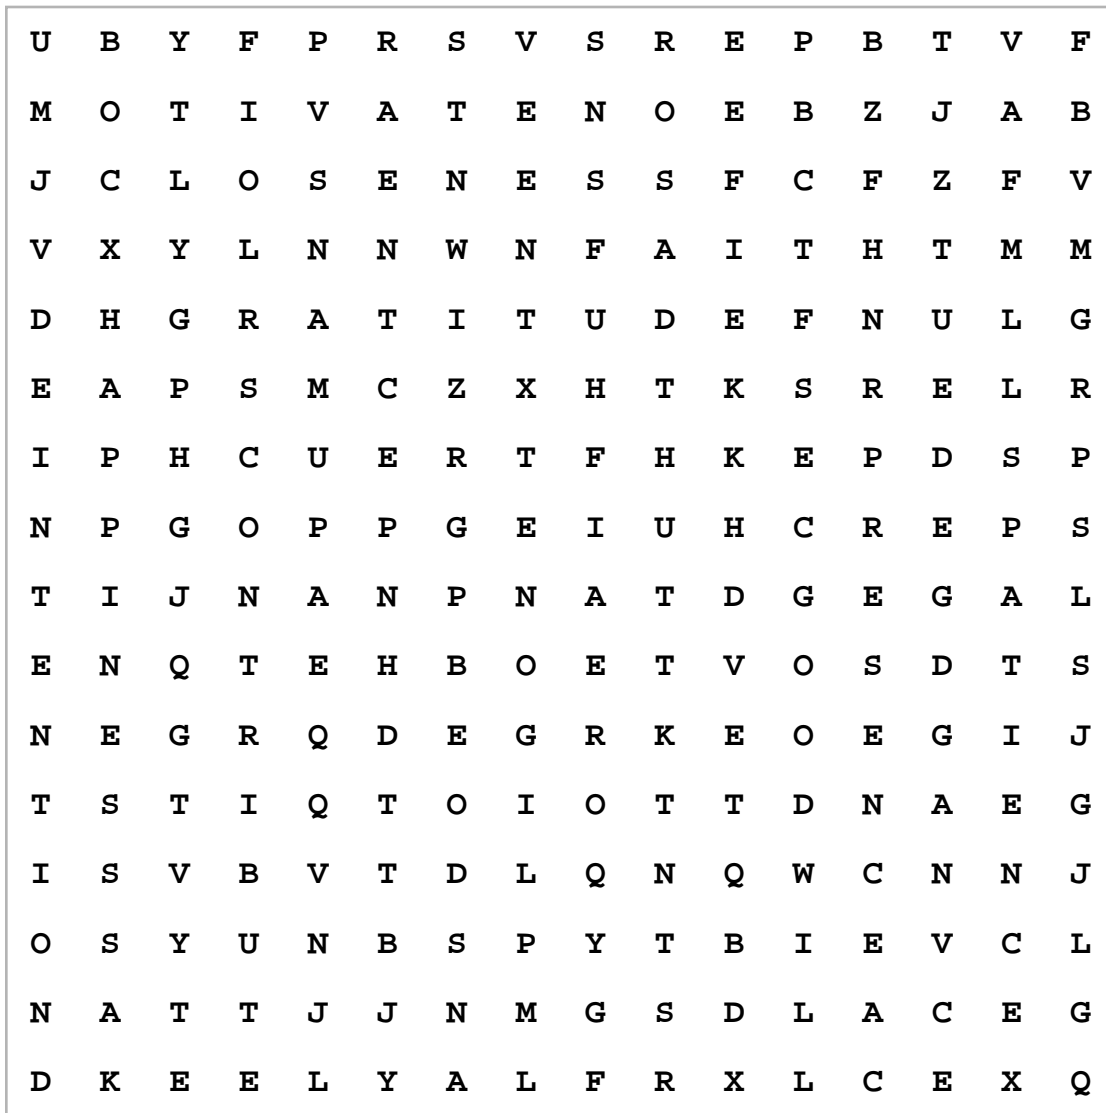 U B Y F P R S V S R E P B T V F
M O T I V A T E N O E B Z J A B
J C L O S E N E S S F C F Z F V
V X Y L N N W N F A I T H T M M
D H G R A T I T U D E F N U L G
E A P S M C Z X H T K S R E L R
I P H C U E R T F H K E P D S P
N P G O P P G E I U H C R E P S
T I J N A N P N A T D G E G A L
E N Q T E H B O E T V O S D T S
N E G R Q D E G R K E O E G I J
T S T I Q T O I O T T D N A E G
I S V B V T D L Q N Q W C N N J
O S Y U N B S P Y T B I E V C L
N A T T J J N M G S D L A C E G
D K E E L Y A L F R X L C E X Q